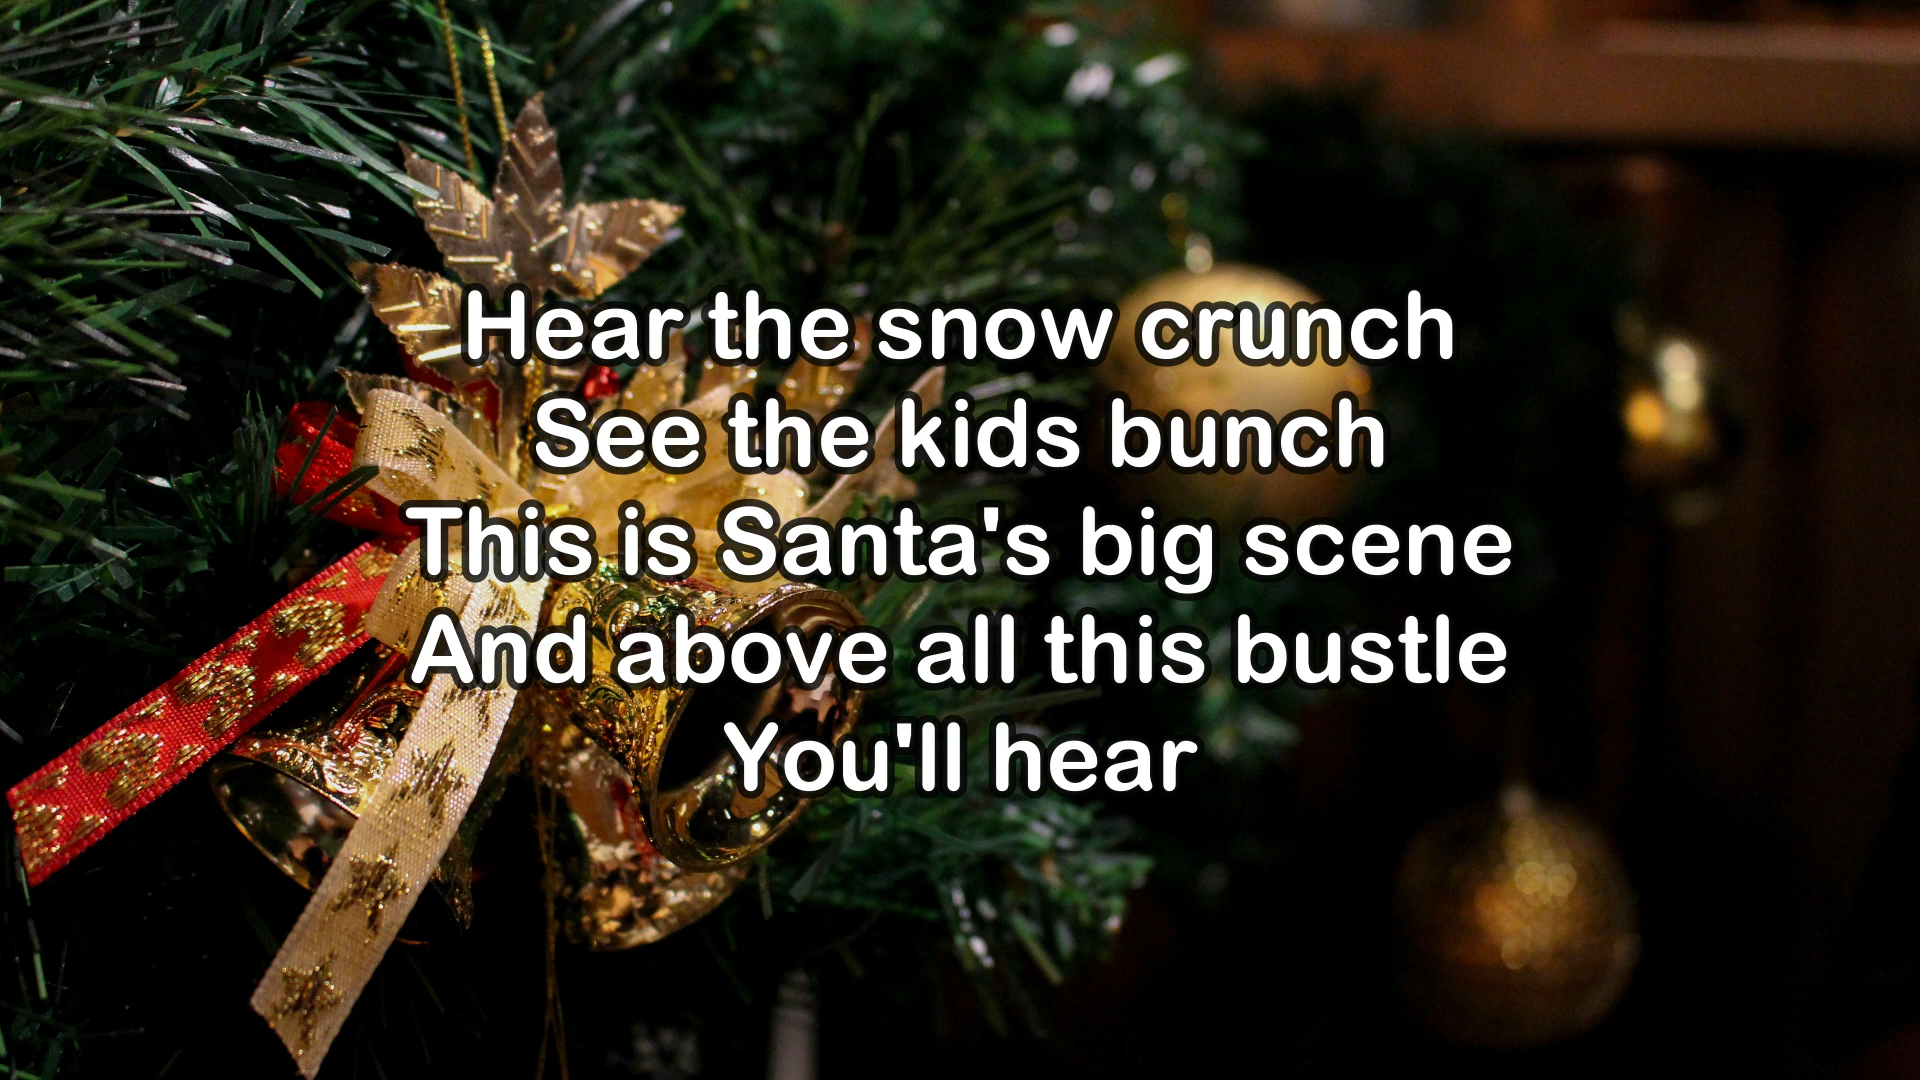 Hear the snow crunch
See the kids bunch
This is Santa's big scene
And above all this bustle
You'll hear